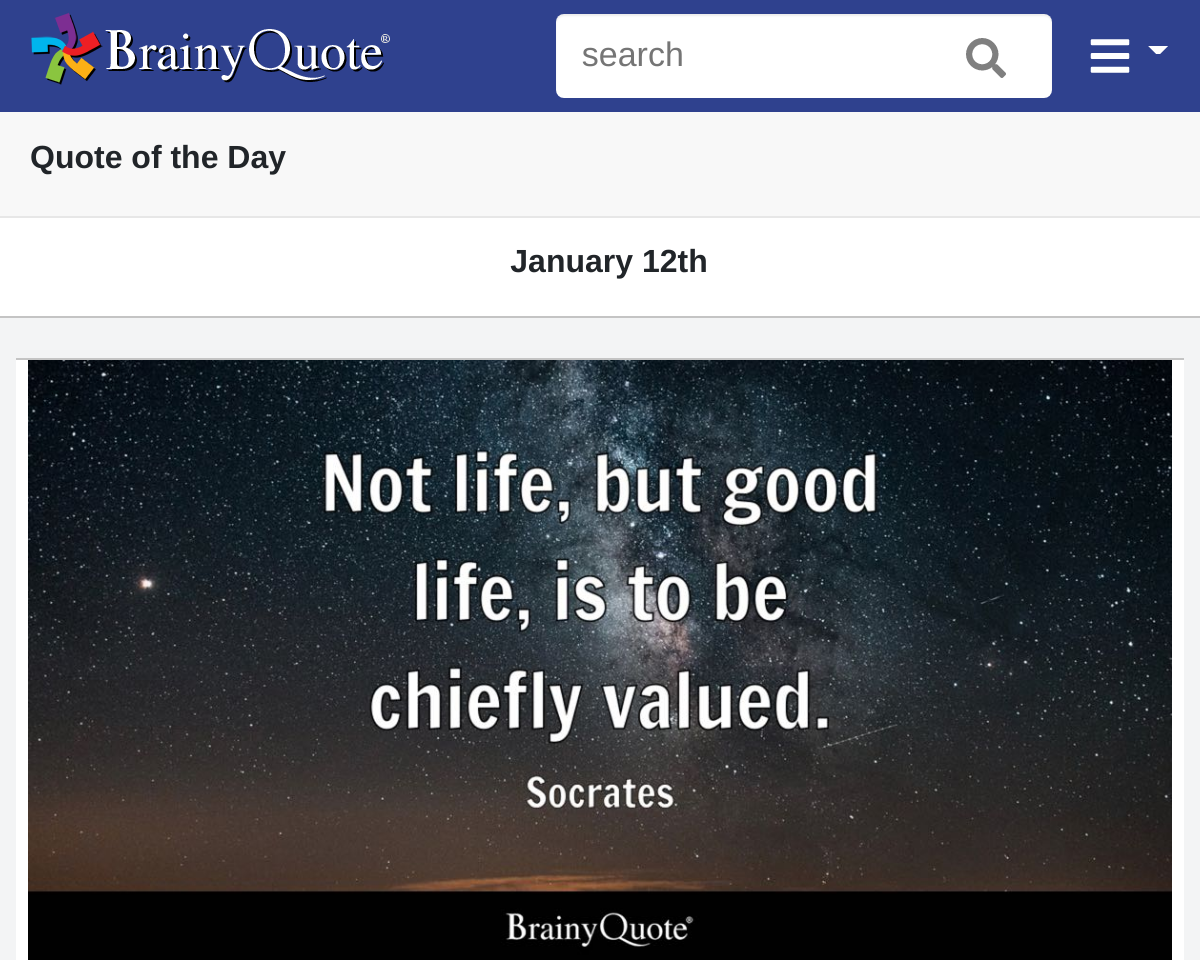 BrainyQuote®
search
Quote of the Day
January 12th
Not life, but good
life, is to be
chiefly valued.
Socrates
BrainyQuote®